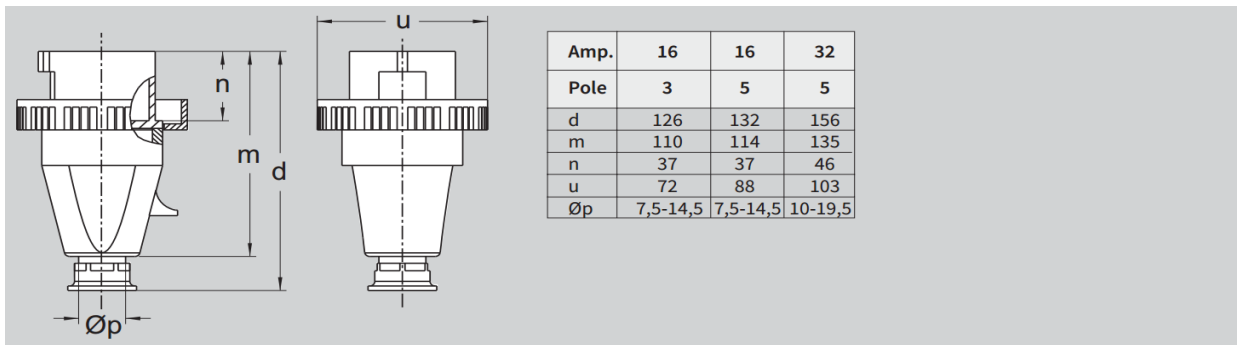 u
n
m
d
Øp
Amp. 16 16 32
Pole 3 5 5
d 126 132 156
m 110 114 135
n 37 37 46
u 72 88 103
Øp 7,5-14,5 7,5-14,5 10-19,5